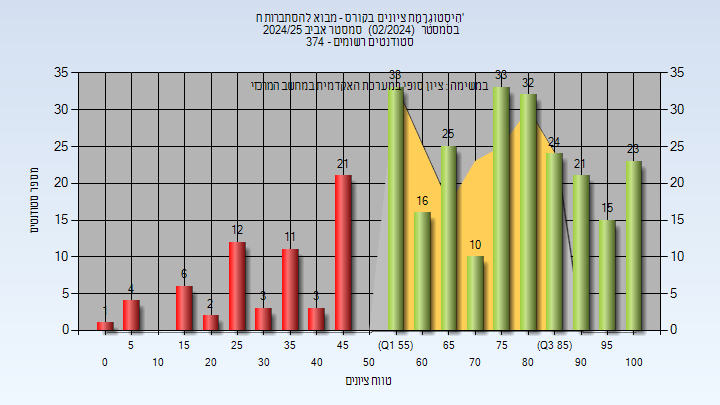 היסטוגרמת ציונים בקורס - מבוא להסתברות ח'
בסמסטר (02/2024) סמסטר אביב 2024/25
סטודנטים רשומים - 374
במשימה : ציון סופי במערכת האקדמית במחשב המרכזי
מספר סטודנטים
35 30 25 20 15 10 5 0
1 4 6 2 12 3 11 3 21 33 16 25 10 33 32 24 21 15 23
35 30 25 20 15 10 5 0
5 15 25 35 45 (Q1 55) 65 75 (Q3 85) 95
0 10 20 30 40 50 60 70 80 90 100
טווח ציונים